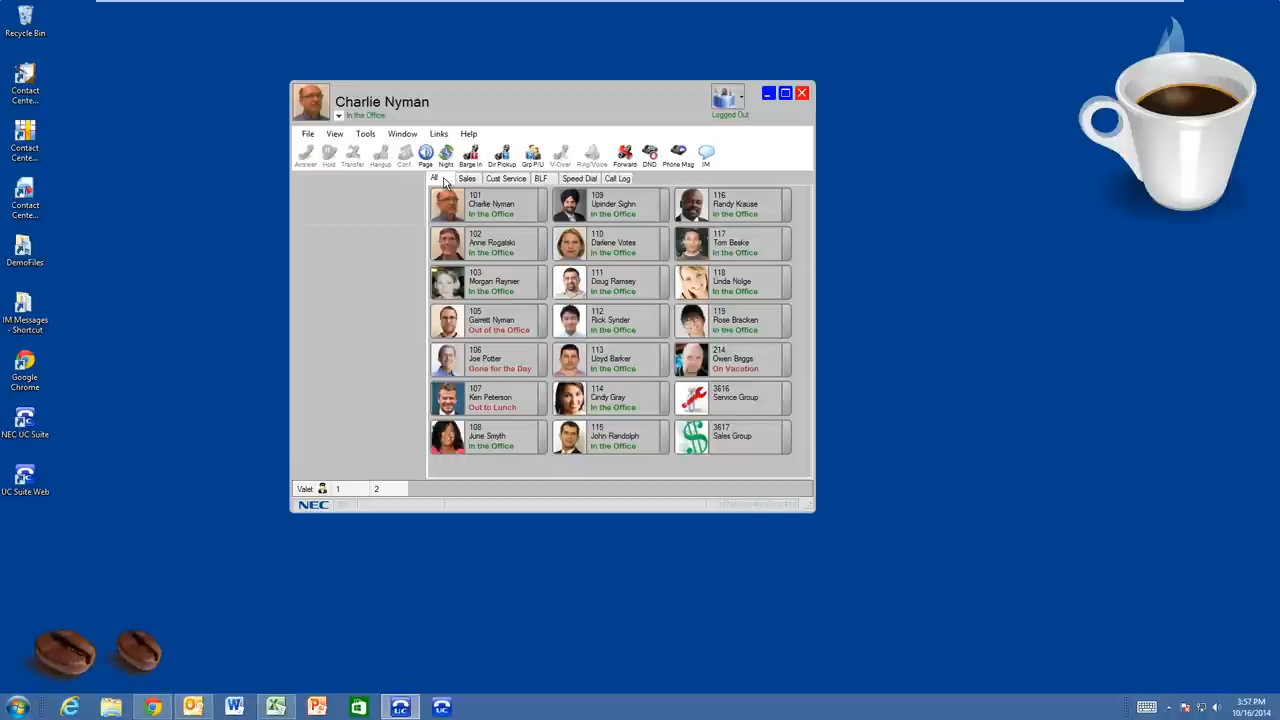 Recycle Bin
Contact
Cente...
Contact
Cente...
Contact
Cente...
DemoFiles
IM Messages
- Shortcut
Google
Chrome
NEC UC Suite
UC Suite Web
Charlie Nyman
In the Office
Logged Out
File View Tools Window Links Help
Answer Hold Transfer Hangup Conf. Page Night Barge In Dir Pickup Grp P/U V-Over Ring/Voice Forward DND Phone Msg IM
All Sales Cust Service BLF Speed Dial Call Log
101
Charlie Nyman
In the Office
109
Upinder Sighn
In the Office
116
Randy Krause
In the Office
102
Anne Rogalski
In the Office
110
Darlene Votes
In the Office
117
Tom Beske
In the Office
103
Morgan Raymer
In the Office
111
Doug Ramsey
In the Office
118
Linda Nolge
In the Office
105
Garrett Nyman
Out of the Office
112
Rick Synder
In the Office
119
Rose Bracken
In the Office
106
Joe Potter
Gone for the Day
113
Lloyd Barker
In the Office
214
Owen Briggs
On Vacation
107
Ken Peterson
Out to Lunch
114
Cindy Gray
In the Office
3616
Service Group
108
June Smyth
In the Office
115
John Randolph
In the Office
3617
Sales Group
Valet 1 2
NEC
3:57 PM
10/16/2014